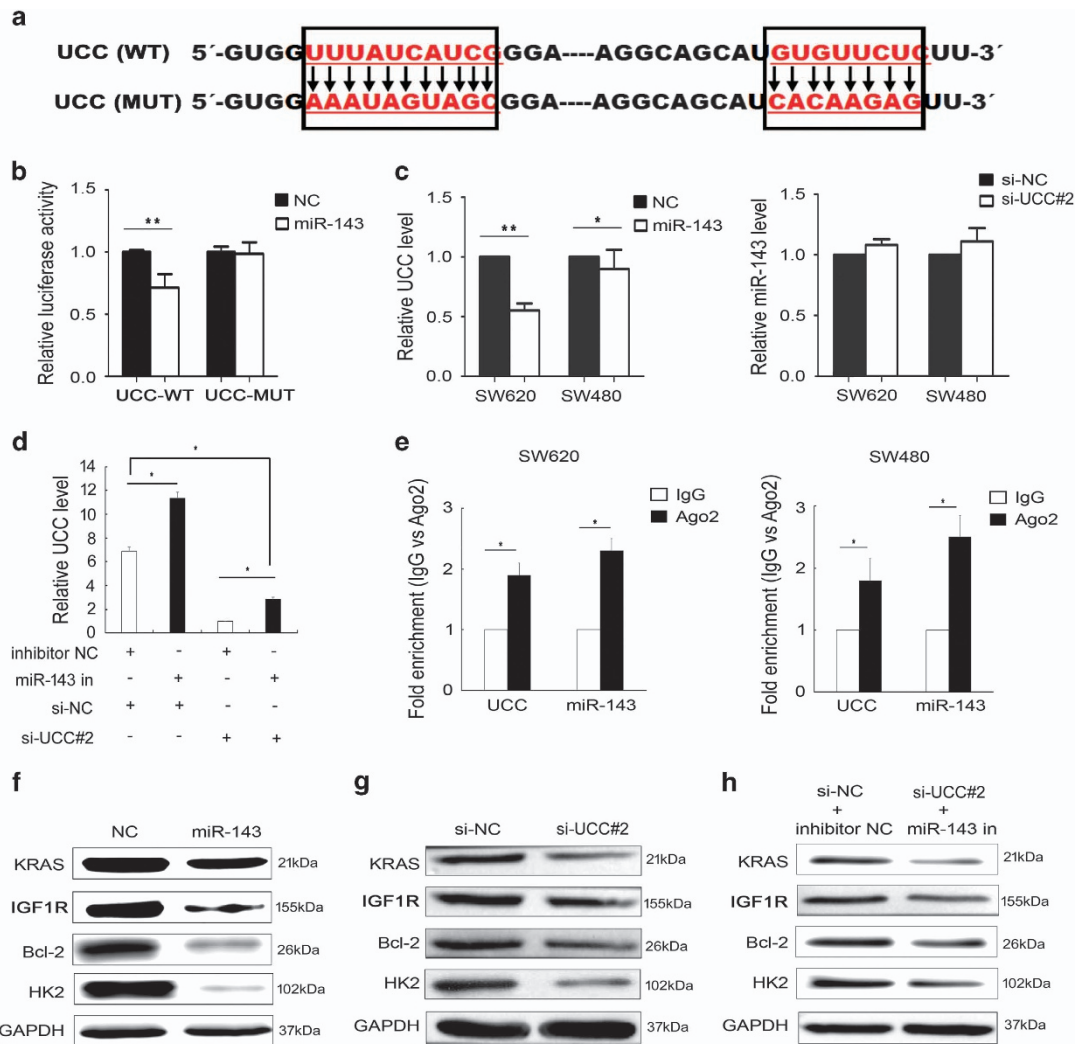 a
UCC (WT) 5´-GUGGUUUAUCAUCGGGGA----AGGCAGCAUGUGUUCUCUU-3´
UCC (MUT) 5´-GUGGAAAUAGUAGCGGGA----AGGCAGCAUCACAAGAGUU-3´
b
Relative luciferase activity
1.5
1.0
0.5
0.0
**
NC
miR-143
UCC-WT UCC-MUT
c
Relative UCC level
1.5
1.0
0.5
0.0
**
*
NC
miR-143
SW620 SW480
Relative miR-143 level
1.5
1.0
0.5
0.0
si-NC
si-UCC#2
SW620 SW480
d
Relative UCC level
14
12
10
8
6
4
2
0
*
*
*
inhibitor NC + - + -
miR-143 in - + - +
si-NC + + - -
si-UCC#2 - - + +
e
SW620
Fold enrichment (IgG vs Ago2)
3
2
1
0
*
*
IgG
Ago2
UCC miR-143
SW480
Fold enrichment (IgG vs Ago2)
3
2
1
0
*
*
IgG
Ago2
UCC miR-143
f
NC miR-143
KRAS 21kDa
IGF1R 155kDa
Bcl-2 26kDa
HK2 102kDa
GAPDH 37kDa
g
si-NC si-UCC#2
KRAS 21kDa
IGF1R 155kDa
Bcl-2 26kDa
HK2 102kDa
GAPDH 37kDa
h
si-NC si-UCC#2
+ +
inhibitor NC miR-143 in
KRAS 21kDa
IGF1R 155kDa
Bcl-2 26kDa
HK2 102kDa
GAPDH 37kDa